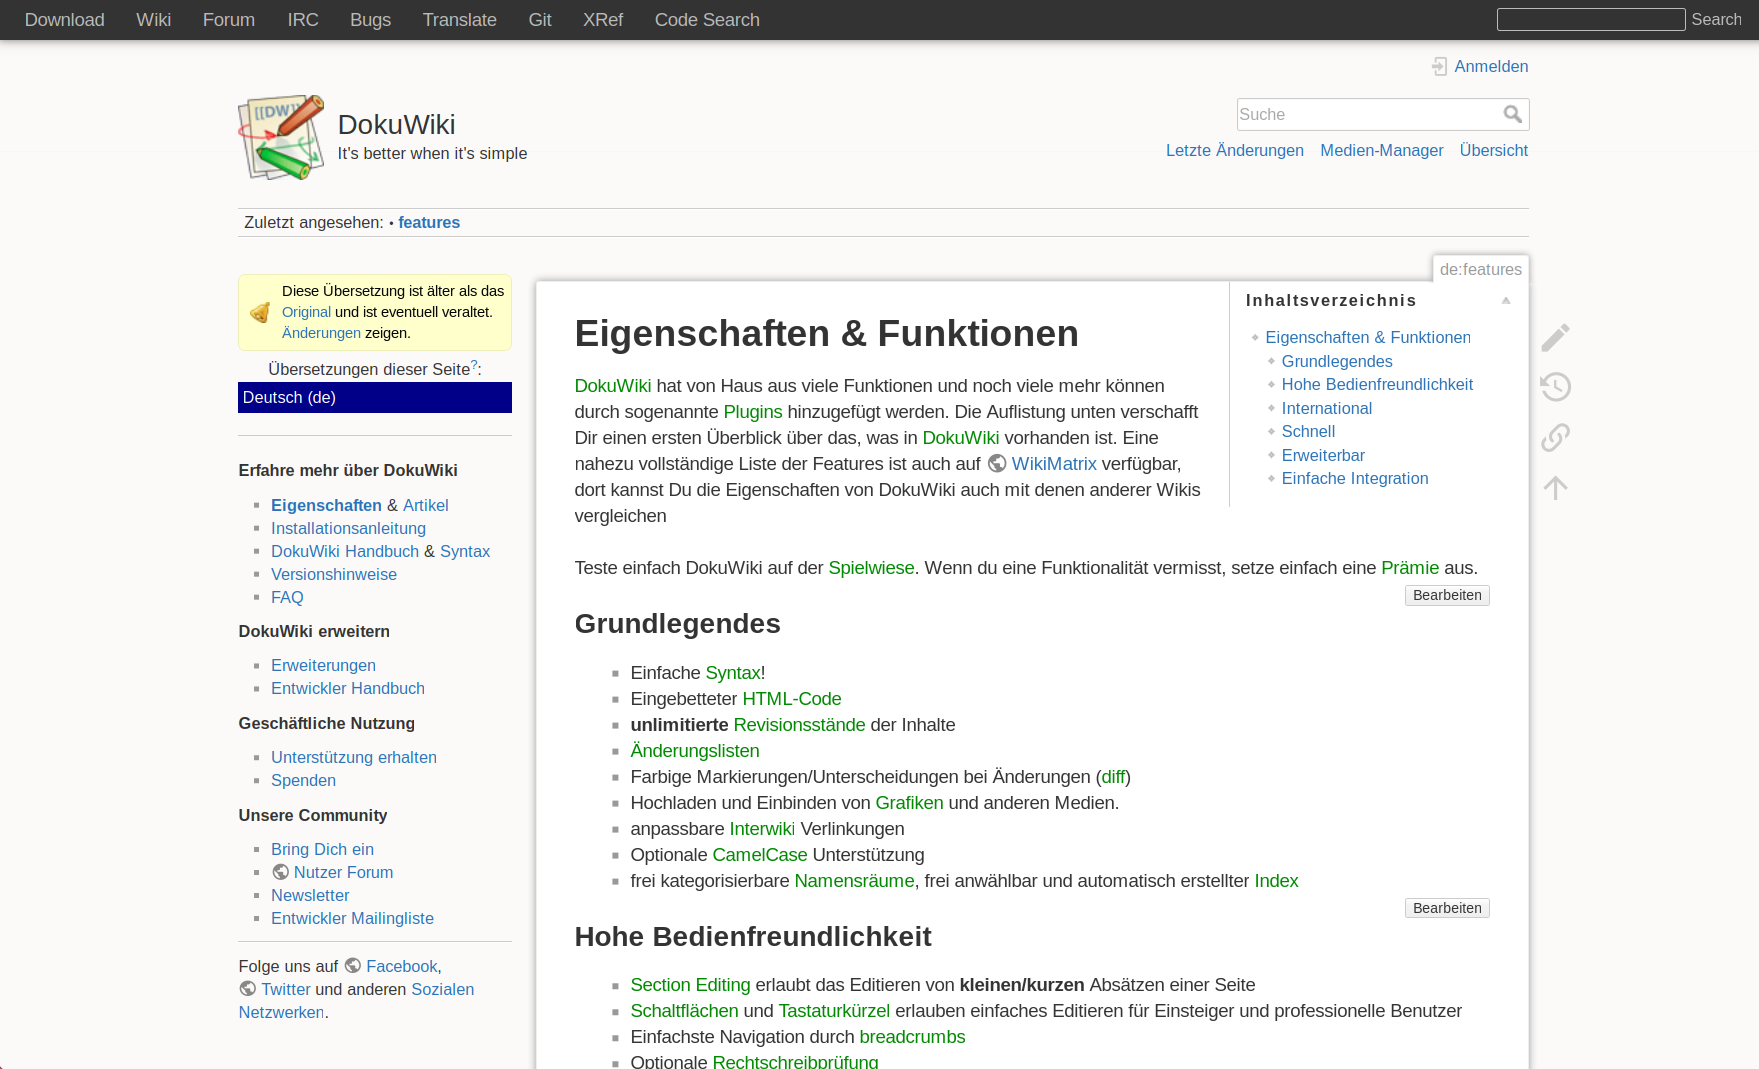 Download Wiki Forum IRC Bugs Translate Git XRef Code Search
Search
Anmelden
[[DW]]
DokuWiki
It's better when it's simple
Suche
Letzte Änderungen Medien-Manager Übersicht
Zuletzt angesehen: • features
de:features
Diese Übersetzung ist älter als das
Original und ist eventuell veraltet.
Änderungen zeigen.
Übersetzungen dieser Seite?:
Deutsch (de)
Erfahre mehr über DokuWiki
Eigenschaften & Artikel
Installationsanleitung
DokuWiki Handbuch & Syntax
Versionshinweise
FAQ
DokuWiki erweitern
Erweiterungen
Entwickler Handbuch
Geschäftliche Nutzung
Unterstützung erhalten
Spenden
Unsere Community
Bring Dich ein
Nutzer Forum
Newsletter
Entwickler Mailingliste
Folge uns auf Facebook,
Twitter und anderen Sozialen
Netzwerken.
Inhaltsverzeichnis
Eigenschaften & Funktionen
Grundlegendes
Hohe Bedienfreundlichkeit
International
Schnell
Erweiterbar
Einfache Integration
Eigenschaften & Funktionen
DokuWiki hat von Haus aus viele Funktionen und noch viele mehr können
durch sogenannte Plugins hinzugefügt werden. Die Auflistung unten verschafft
Dir einen ersten Überblick über das, was in DokuWiki vorhanden ist. Eine
nahezu vollständige Liste der Features ist auch auf WikiMatrix verfügbar,
dort kannst Du die Eigenschaften von DokuWiki auch mit denen anderer Wikis
vergleichen
Teste einfach DokuWiki auf der Spielwiese. Wenn du eine Funktionalität vermisst, setze einfach eine Prämie aus.
Bearbeiten
Grundlegendes
Einfache Syntax!
Eingebetteter HTML-Code
unlimitierte Revisionsstände der Inhalte
Änderungslisten
Farbige Markierungen/Unterscheidungen bei Änderungen (diff)
Hochladen und Einbinden von Grafiken und anderen Medien.
anpassbare Interwiki Verlinkungen
Optionale CamelCase Unterstützung
frei kategorisierbare Namensräume, frei anwählbar und automatisch erstellter Index
Bearbeiten
Hohe Bedienfreundlichkeit
Section Editing erlaubt das Editieren von kleinen/kurzen Absätzen einer Seite
Schaltflächen und Tastaturkürzel erlauben einfaches Editieren für Einsteiger und professionelle Benutzer
Einfachste Navigation durch breadcrumbs
Optionale Rechtschreibprüfung